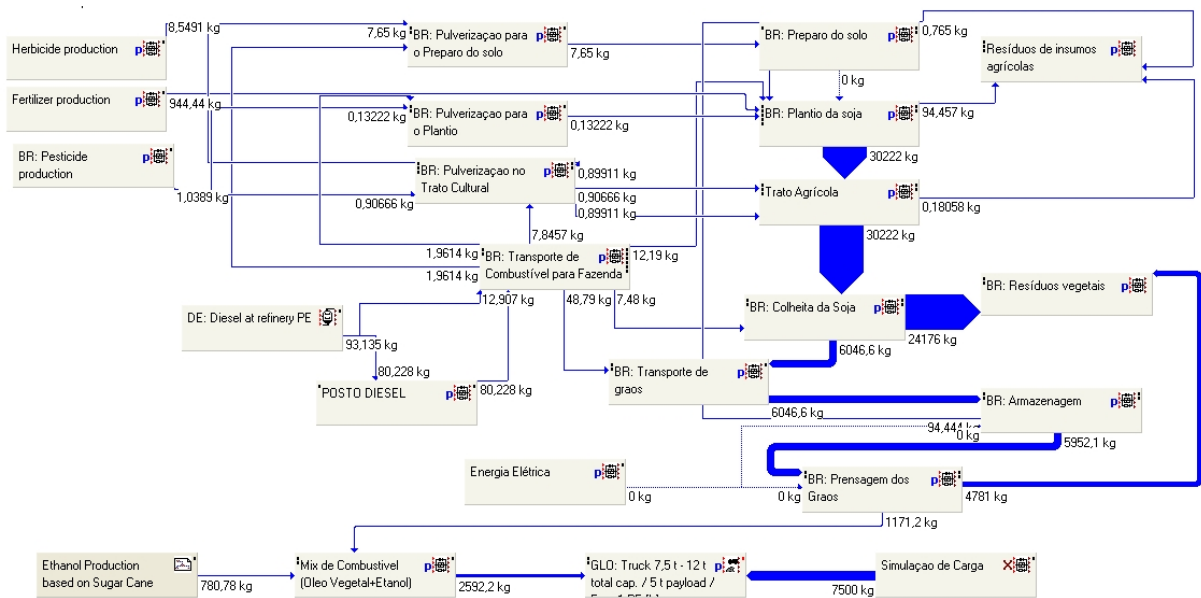 8,5491 kg
Herbicide production
7,65 kg
BR: Pulverizaçao para
o Preparo do solo
7,65 kg
BR: Preparo do solo
0,765 kg
0 kg
Resíduos de insumos
agrícolas
Fertilizer production
944,44 kg
0,13222 kg
BR: Pulverizaçao para
o Plantio
0,13222 kg
BR: Plantio da soja
94,457 kg
30222 kg
BR: Pesticide
production
1,0389 kg
0,90666 kg
BR: Pulverizaçao no
Trato Cultural
0,89911 kg
0,90666 kg
0,89911 kg
Trato Agrícola
0,18058 kg
30222 kg
7,8457 kg
1,9614 kg
1,9614 kg
BR: Transporte de
Combustível para Fazenda
12,19 kg
12,907 kg
48,79 kg
7,48 kg
DE: Diesel at refinery PE
93,135 kg
80,228 kg
POSTO DIESEL
80,228 kg
BR: Colheita da Soja
24176 kg
6046,6 kg
BR: Resíduos vegetais
BR: Transporte de
graos
6046,6 kg
BR: Armazenagem
94,444 kg
0 kg
5952,1 kg
Energia Elétrica
0 kg
0 kg
BR: Prensagem dos
Graos
4781 kg
1171,2 kg
Ethanol Production
based on Sugar Cane
780,78 kg
Mix de Combustivel
(Oleo Vegetal+Etanol)
2592,2 kg
GLO: Truck 7,5 t - 12 t
total cap. / 5 t payload /
Simulaçao de Carga
7500 kg